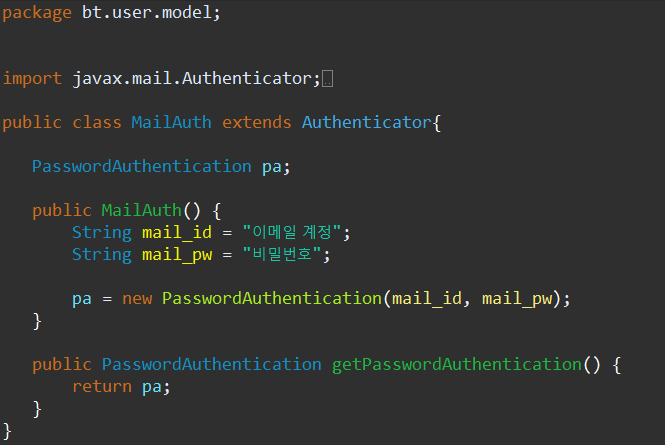 package bt.user.model;
import javax.mail.Authenticator;
public class MailAuth extends Authenticator{
PasswordAuthentication pa;
public MailAuth() {
String mail_id = "이메일 계정";
String mail_pw = "비밀번호";
pa = new PasswordAuthentication(mail_id, mail_pw);
}
public PasswordAuthentication getPasswordAuthentication() {
return pa;
}
}